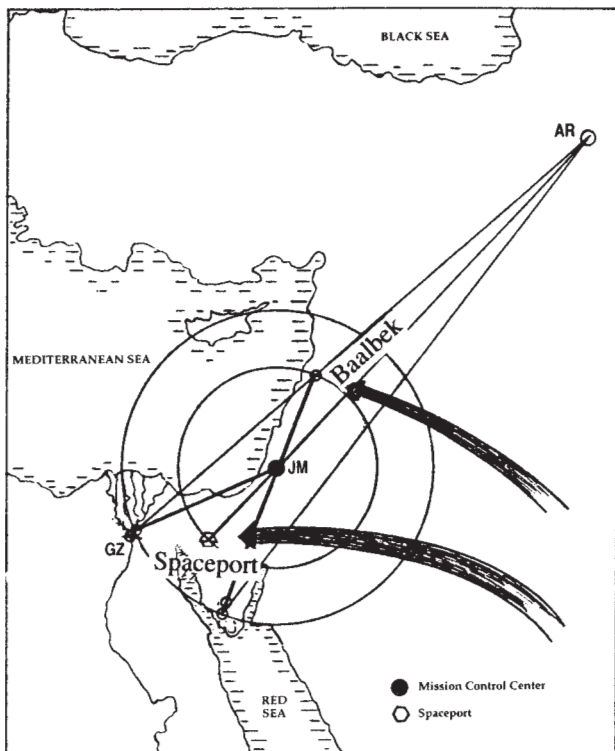 BLACK SEA
AR
Baalbek
MEDITERRANEAN SEA
JM
GZ
Spaceport
RED
SEA
Mission Control Center
Spaceport